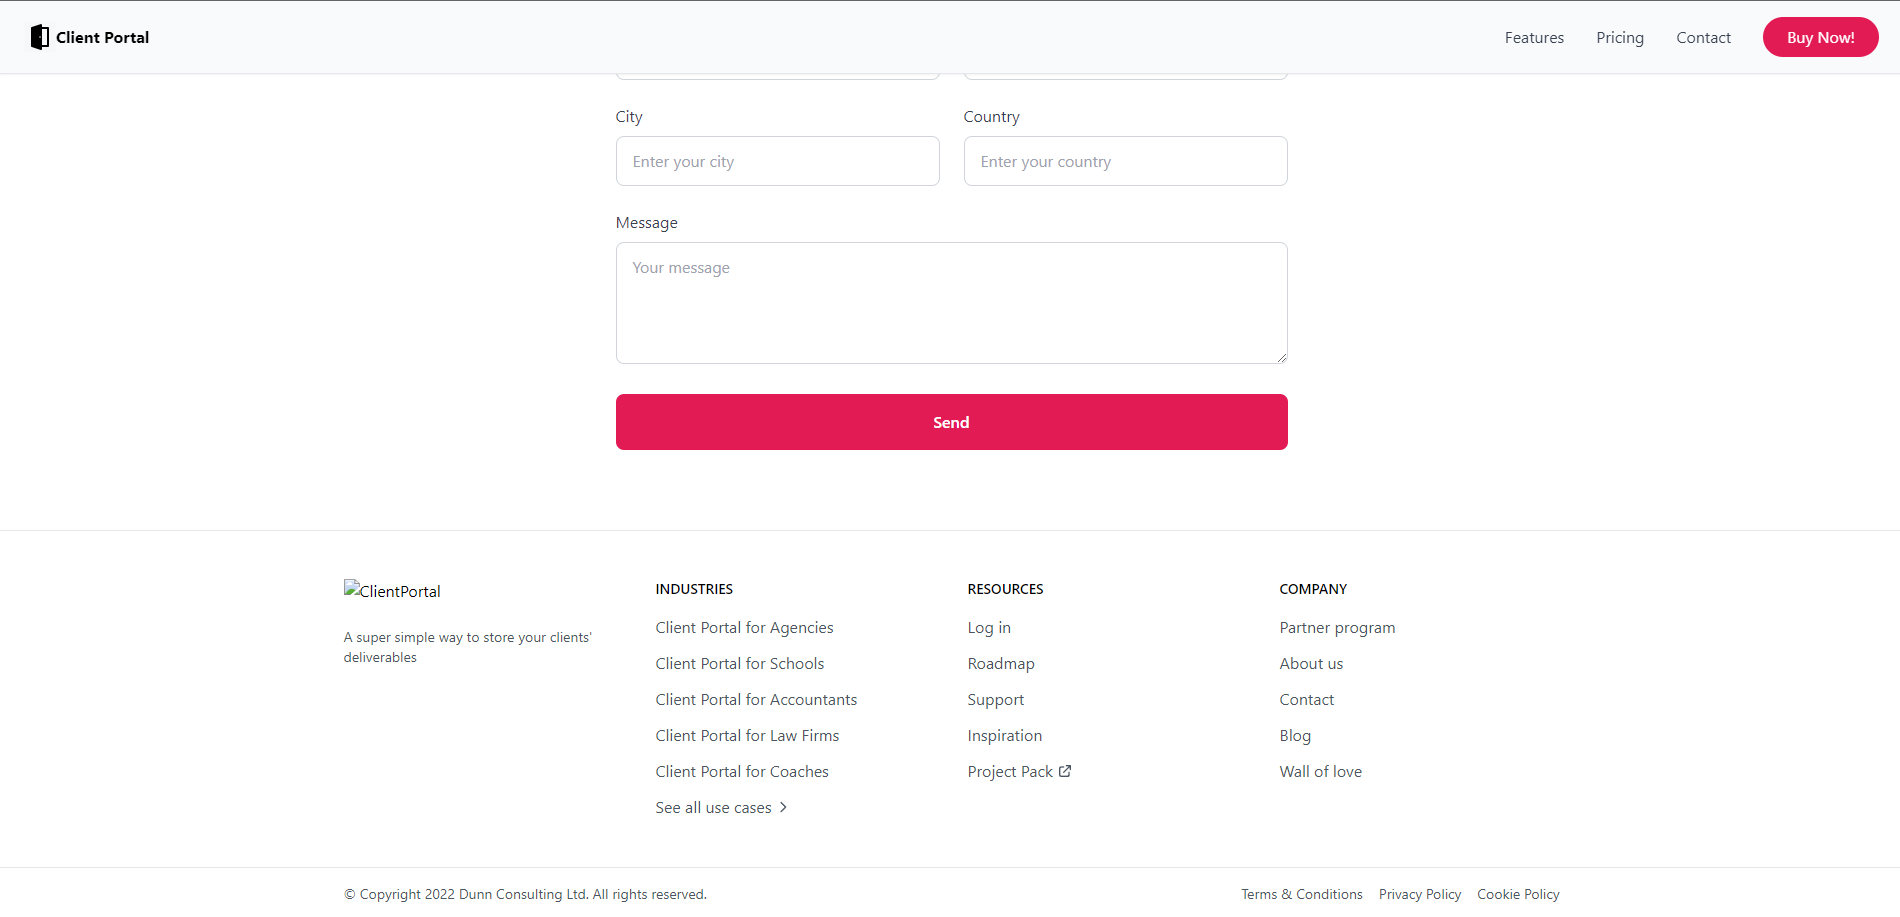 Client Portal
Features
Pricing
Contact
Buy Now!
City
Country
Enter your city
Enter your country
Message
Your message
Send
ClientPortal
A super simple way to store your clients'
deliverables
INDUSTRIES
Client Portal for Agencies
Client Portal for Schools
Client Portal for Accountants
Client Portal for Law Firms
Client Portal for Coaches
See all use cases
RESOURCES
Log in
Roadmap
Support
Inspiration
Project Pack
COMPANY
Partner program
About us
Contact
Blog
Wall of love
© Copyright 2022 Dunn Consulting Ltd. All rights reserved.
Terms & Conditions
Privacy Policy
Cookie Policy